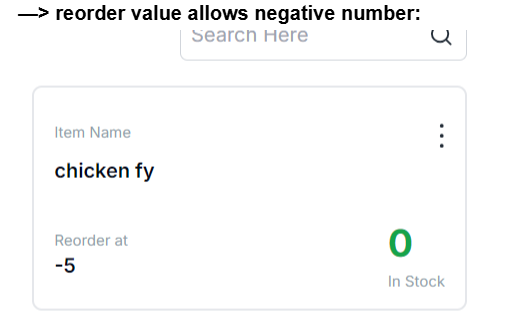 —> reorder value allows negative number:
Search Here
Item Name
chicken fy
Reorder at
-5
0
In Stock